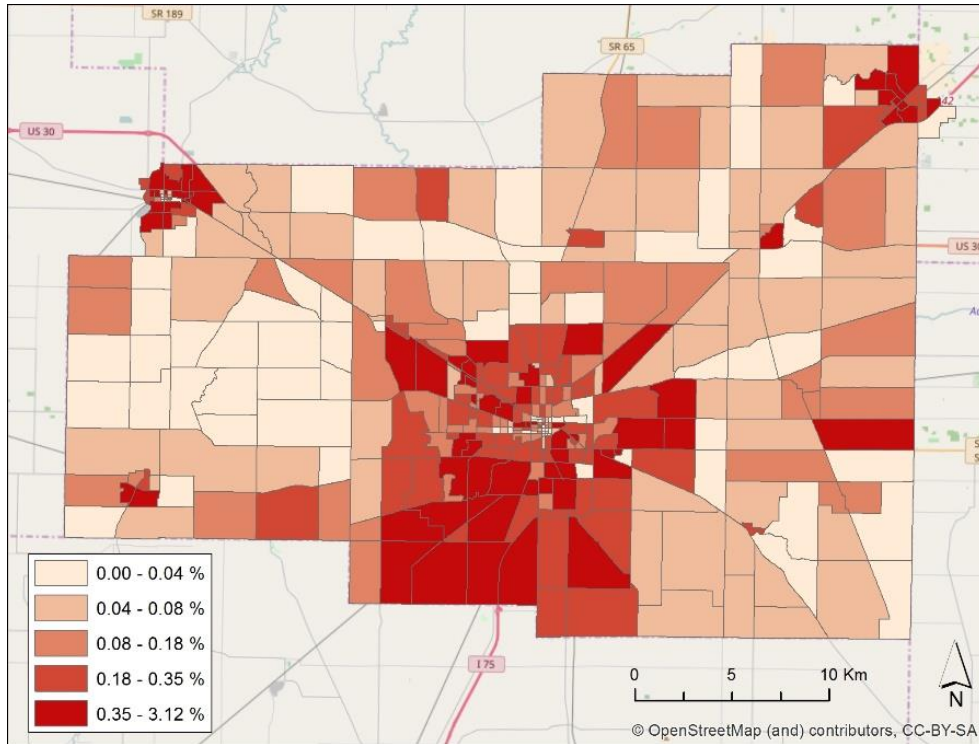 SR 189
SR 65
US 30
42
US 30
0.00 - 0.04 %
0.04 - 0.08 %
0.08 - 0.18 %
0.18 - 0.35 %
0.35 - 3.12 %
I 75
0 5 10 Km
N
© OpenStreetMap (and) contributors, CC-BY-SA